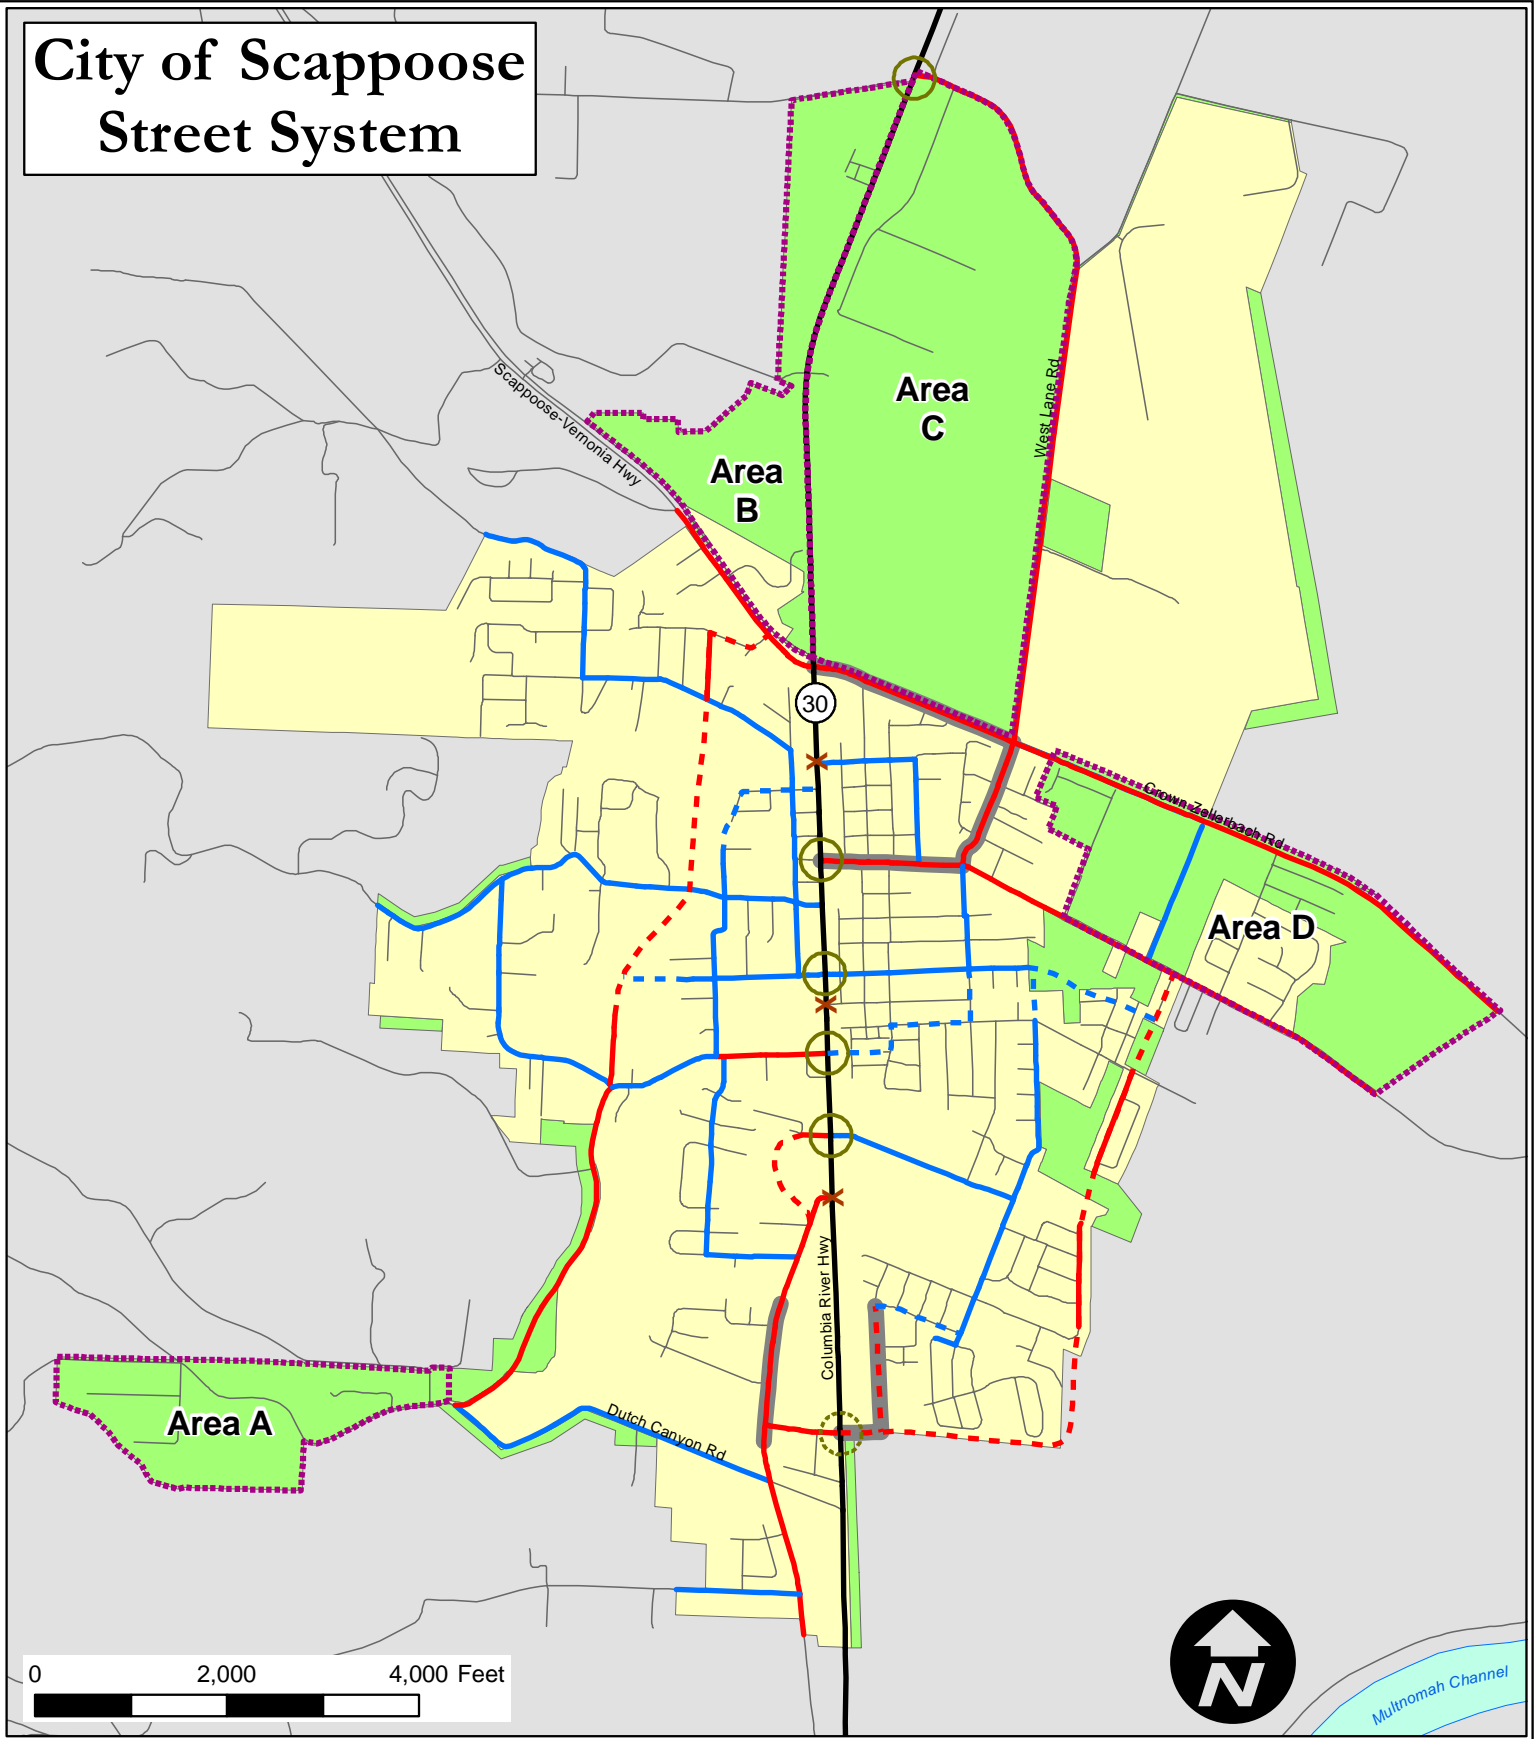 City of Scappoose
Street System
Scappoose-Vernonia Hwy
Area
C
West Lane Rd
Area
B
30
Crown Zellerbach Rd
Area D
Columbia River Hwy
Dutch Canyon Rd
Area A
0 2,000 4,000 Feet
N
Multnomah Channel